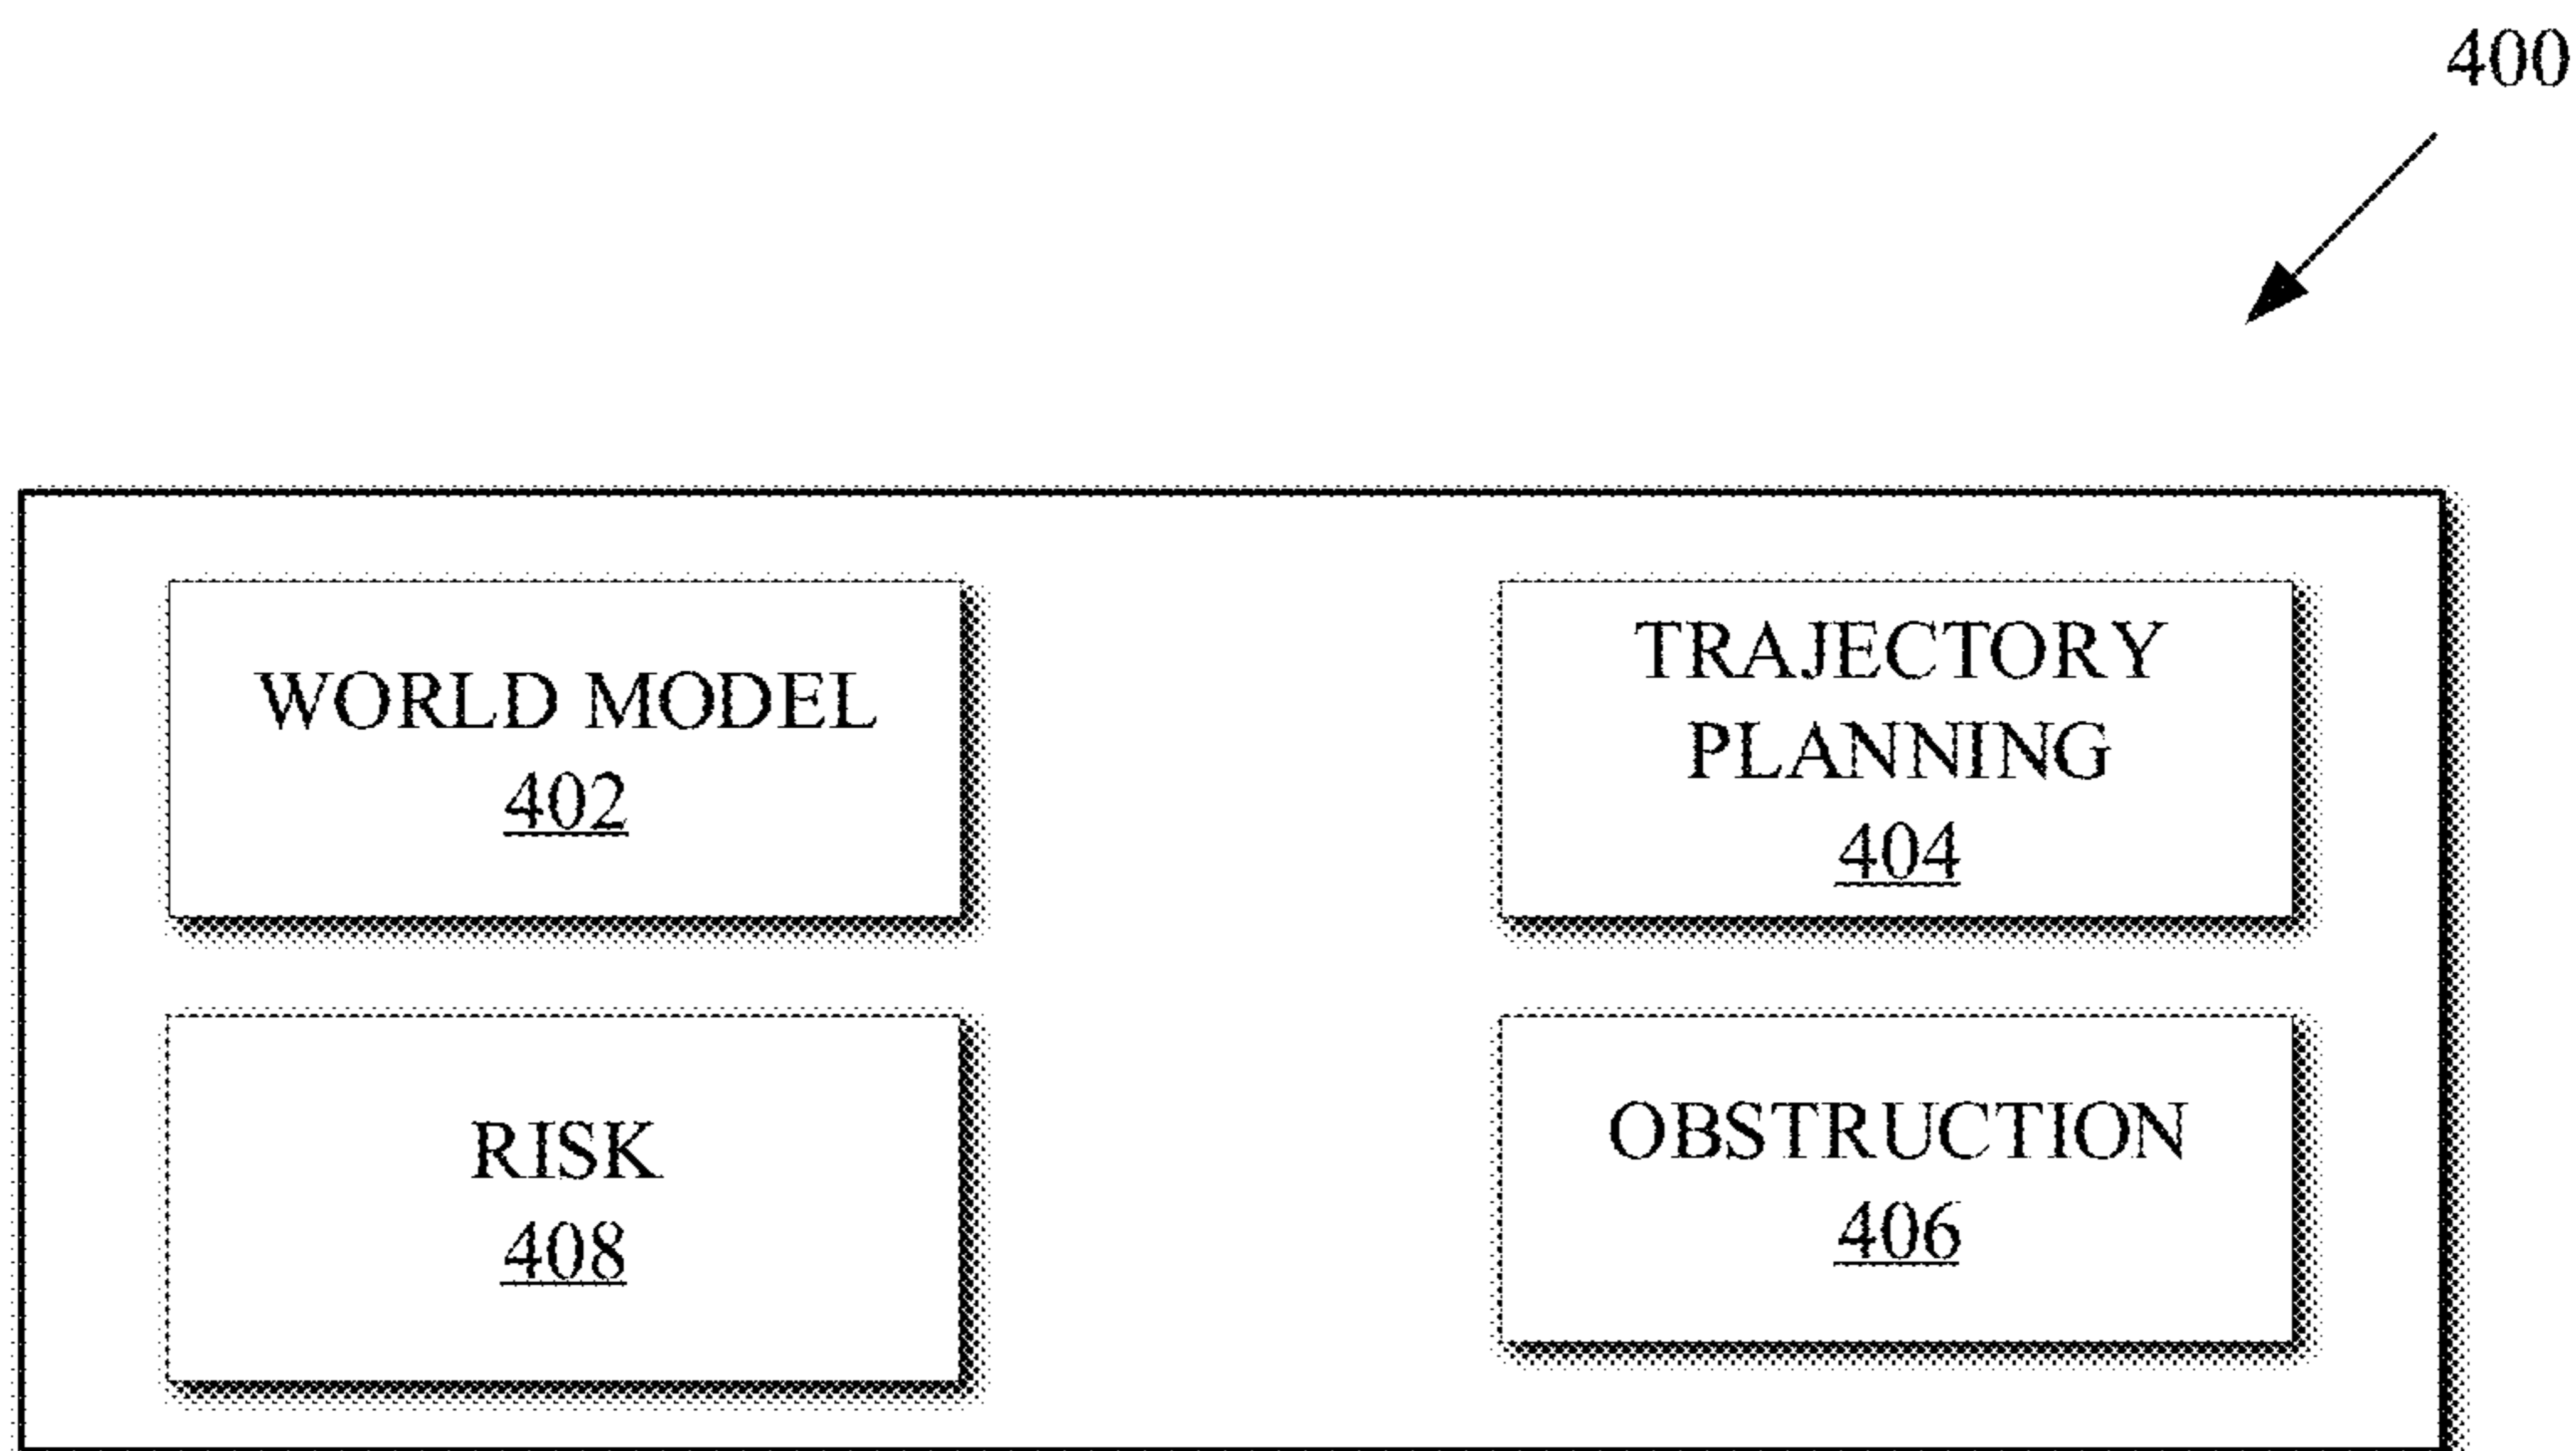 400
WORLD MODEL
402
TRAJECTORY
PLANNING
404
RISK
408
OBSTRUCTION
406